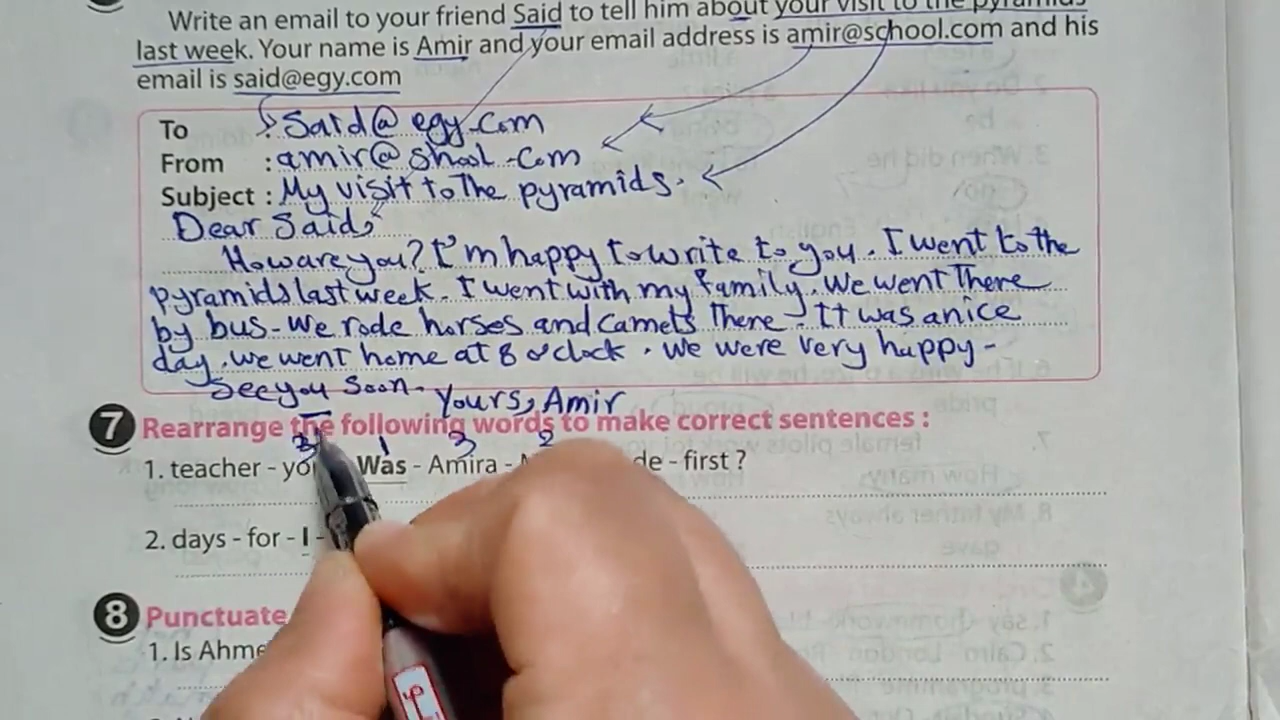 Write an email to your friend Said to tell him about your visit to the pyramids
last week. Your name is Amir and your email address is amir@school.com and his
email is said@egy.com
To : Said@egy.com
From : amir@shool.com
Subject : My visit to The pyramids.
Dear Said,
How are you? I'm happy to write to you. I went to the
pyramids last week. I went with my family. We went There
by bus. We rode horses and camels There. It was a nice
day. We went home at 8 o'clock. We were very happy.
See you soon. Yours, Amir
7 Rearrange the following words to make correct sentences :
3 1 3 2
1. teacher - Was - Amira - de - first ?
2. days - for - I -
8 Punctuate
1. Is Ahme